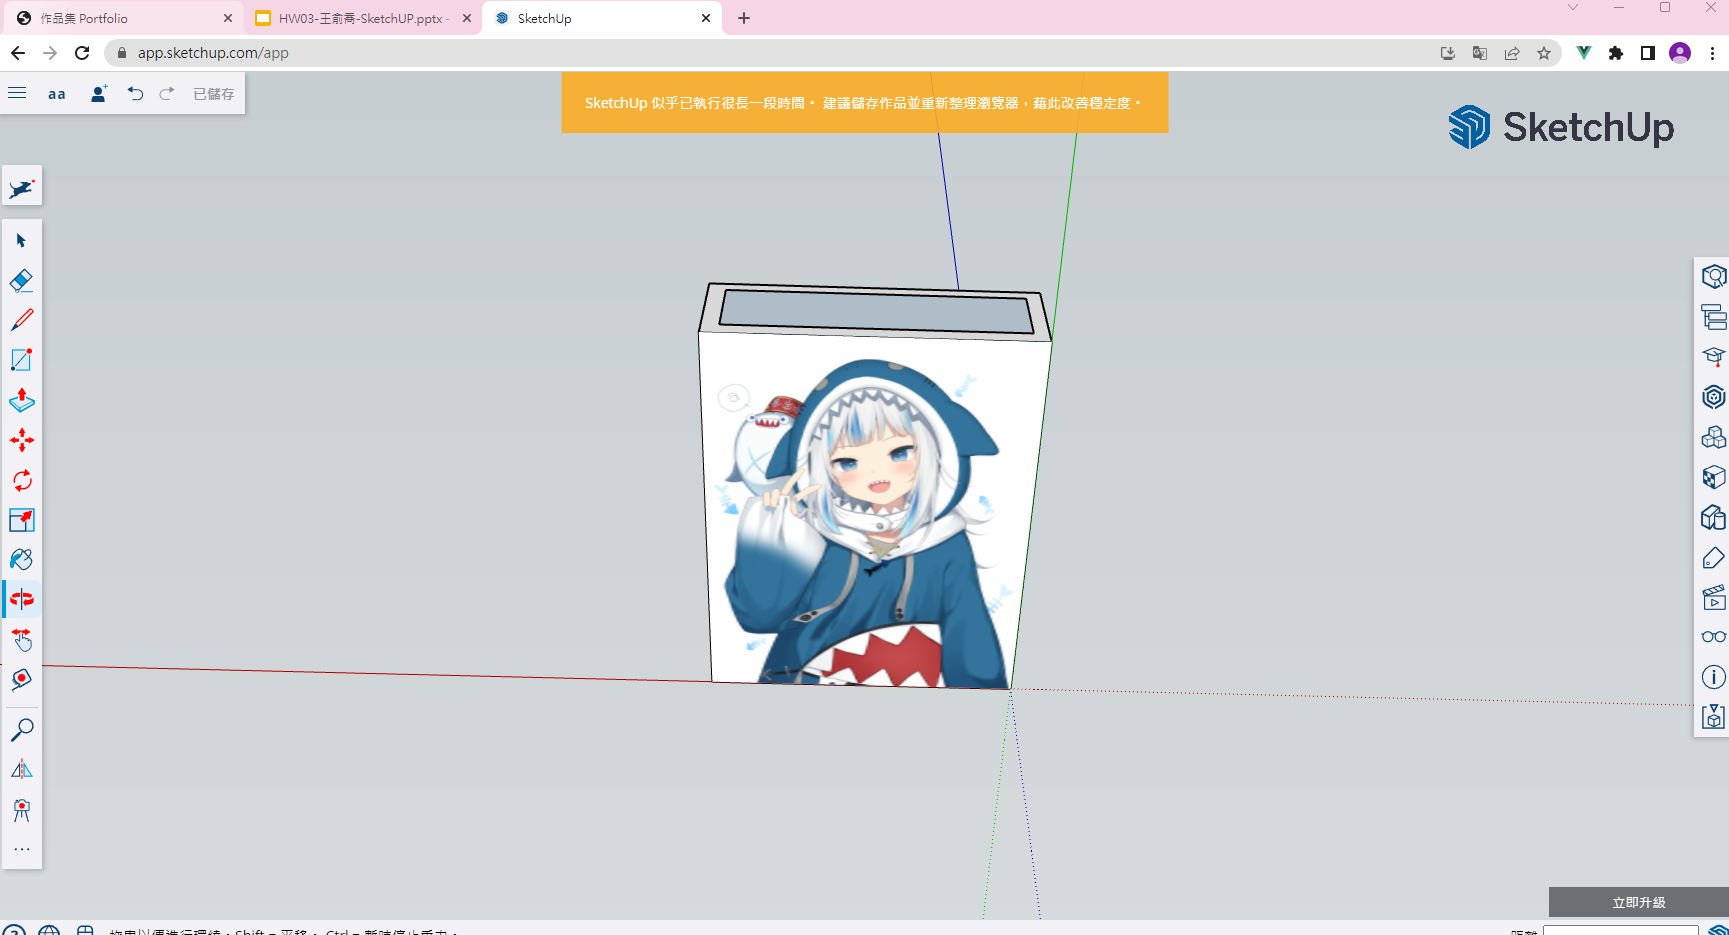 作品集 Portfolio
HW03-王俞喬-SketchUP.pptx -
SketchUp
app.sketchup.com/app
aa
已儲存
SketchUp 似乎已執行很長一段時間。 建議儲存作品並重新整理瀏覽器，藉此改善穩定度。
SketchUp
立即升級